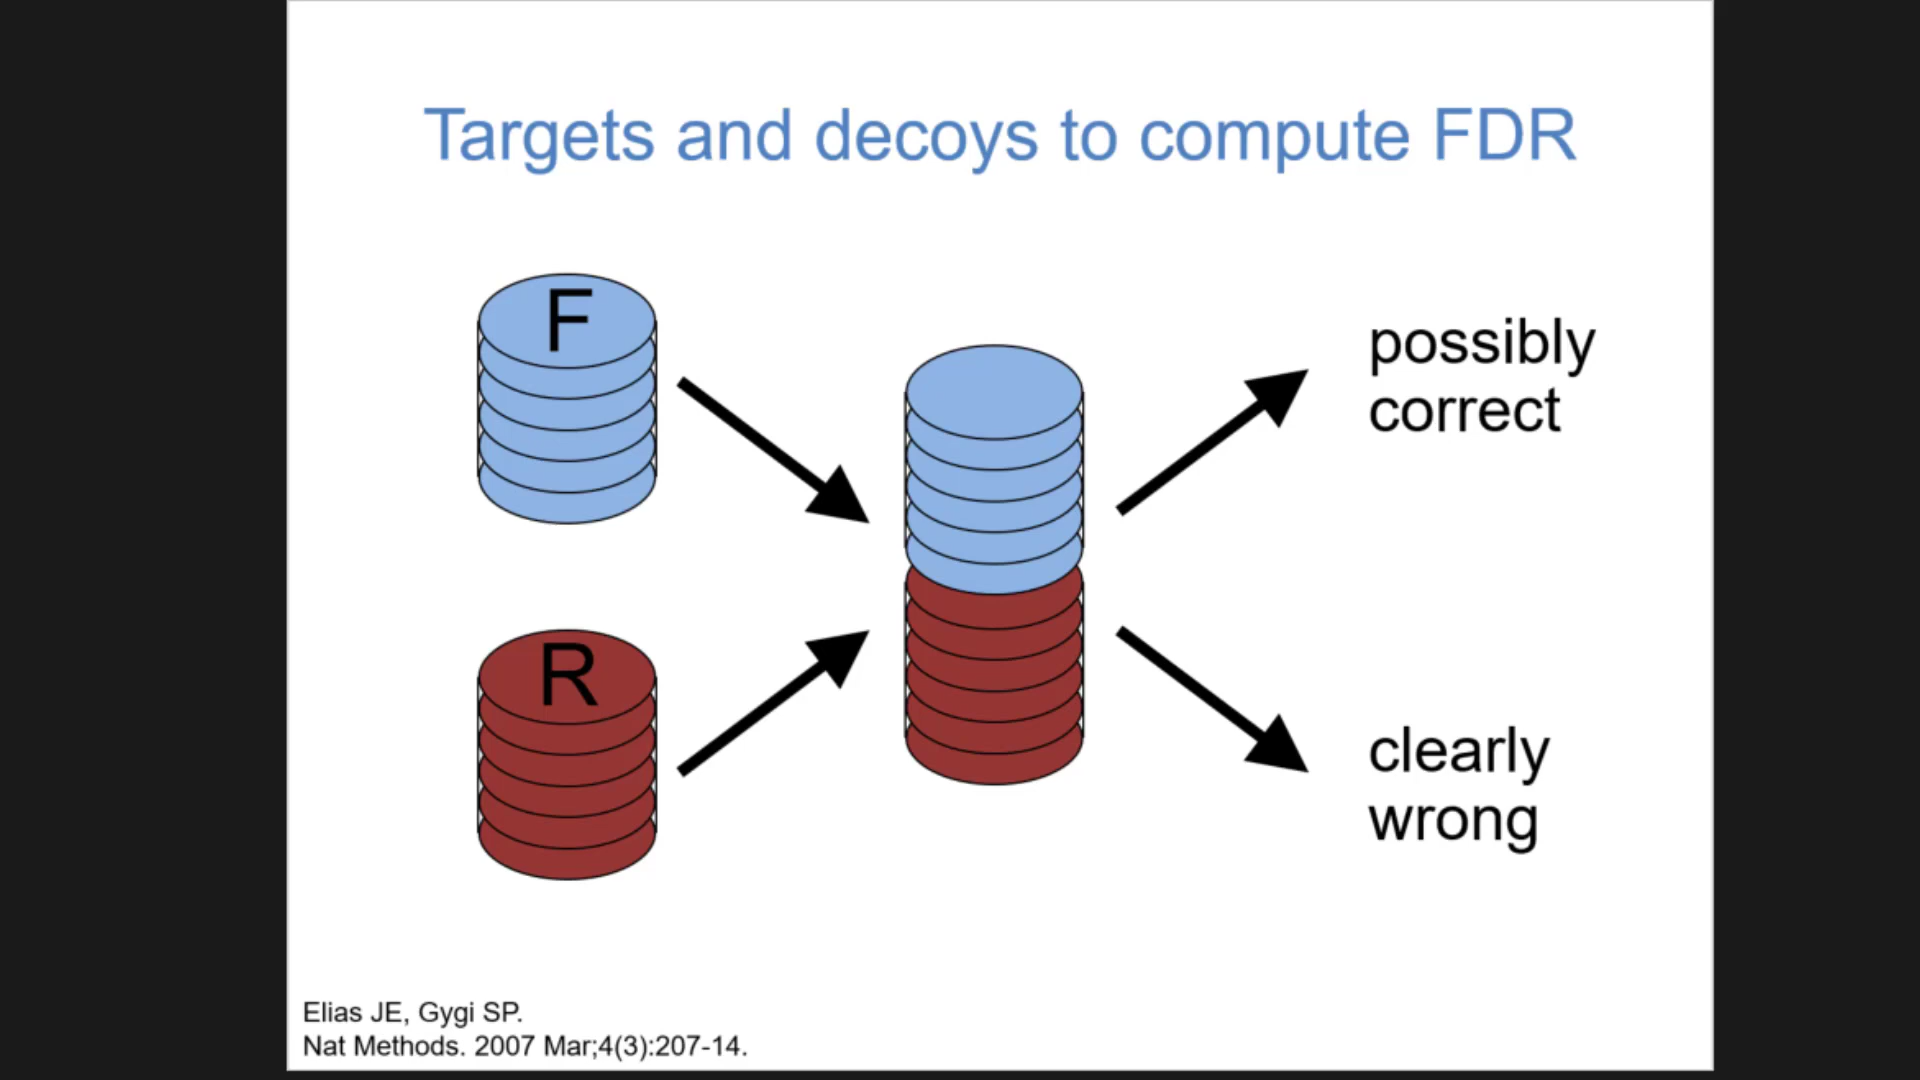 Targets and decoys to compute FDR
F
possibly
correct
R
clearly
wrong
Elias JE, Gygi SP.
Nat Methods. 2007 Mar;4(3):207-14.